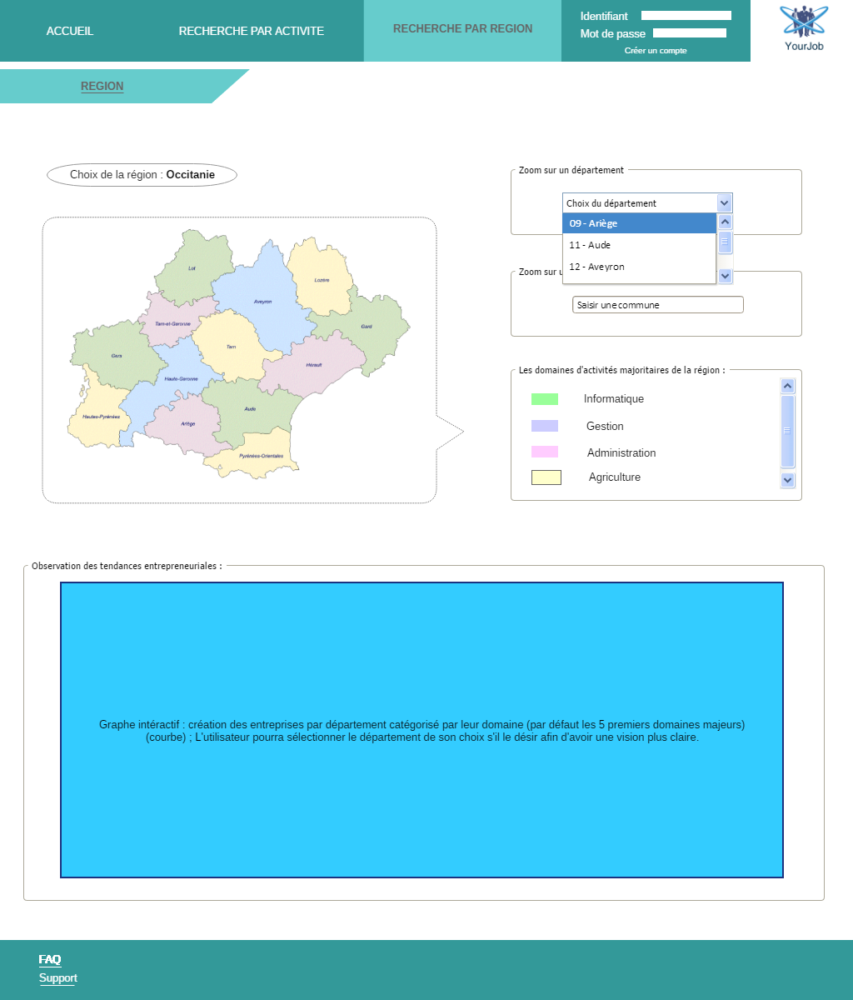 ACCUEIL
RECHERCHE PAR ACTIVITE
RECHERCHE PAR REGION
Identifiant
Mot de passe
Créer un compte
YourJob
REGION
Choix de la région : Occitanie
Zoom sur un département
Choix du département
09 - Ariège
11 - Aude
12 - Aveyron
Zoom sur u
Saisir une commune
Lot
Lozère
Aveyron
Tarn-et-Garonne
Gard
Tarn
Gers
Hérault
Haute-Garonne
Aude
Hautes-Pyrénées
Ariège
Pyrénées-Orientales
Les domaines d'activités majoritaires de la région :
Informatique
Gestion
Administration
Agriculture
Observation des tendances entrepreneuriales :
Graphe intéractif : création des entreprises par département catégorisé par leur domaine (par défaut les 5 premiers domaines majeurs)
(courbe) ; L'utilisateur pourra sélectionner le département de son choix s'il le désir afin d'avoir une vision plus claire.
FAQ
Support